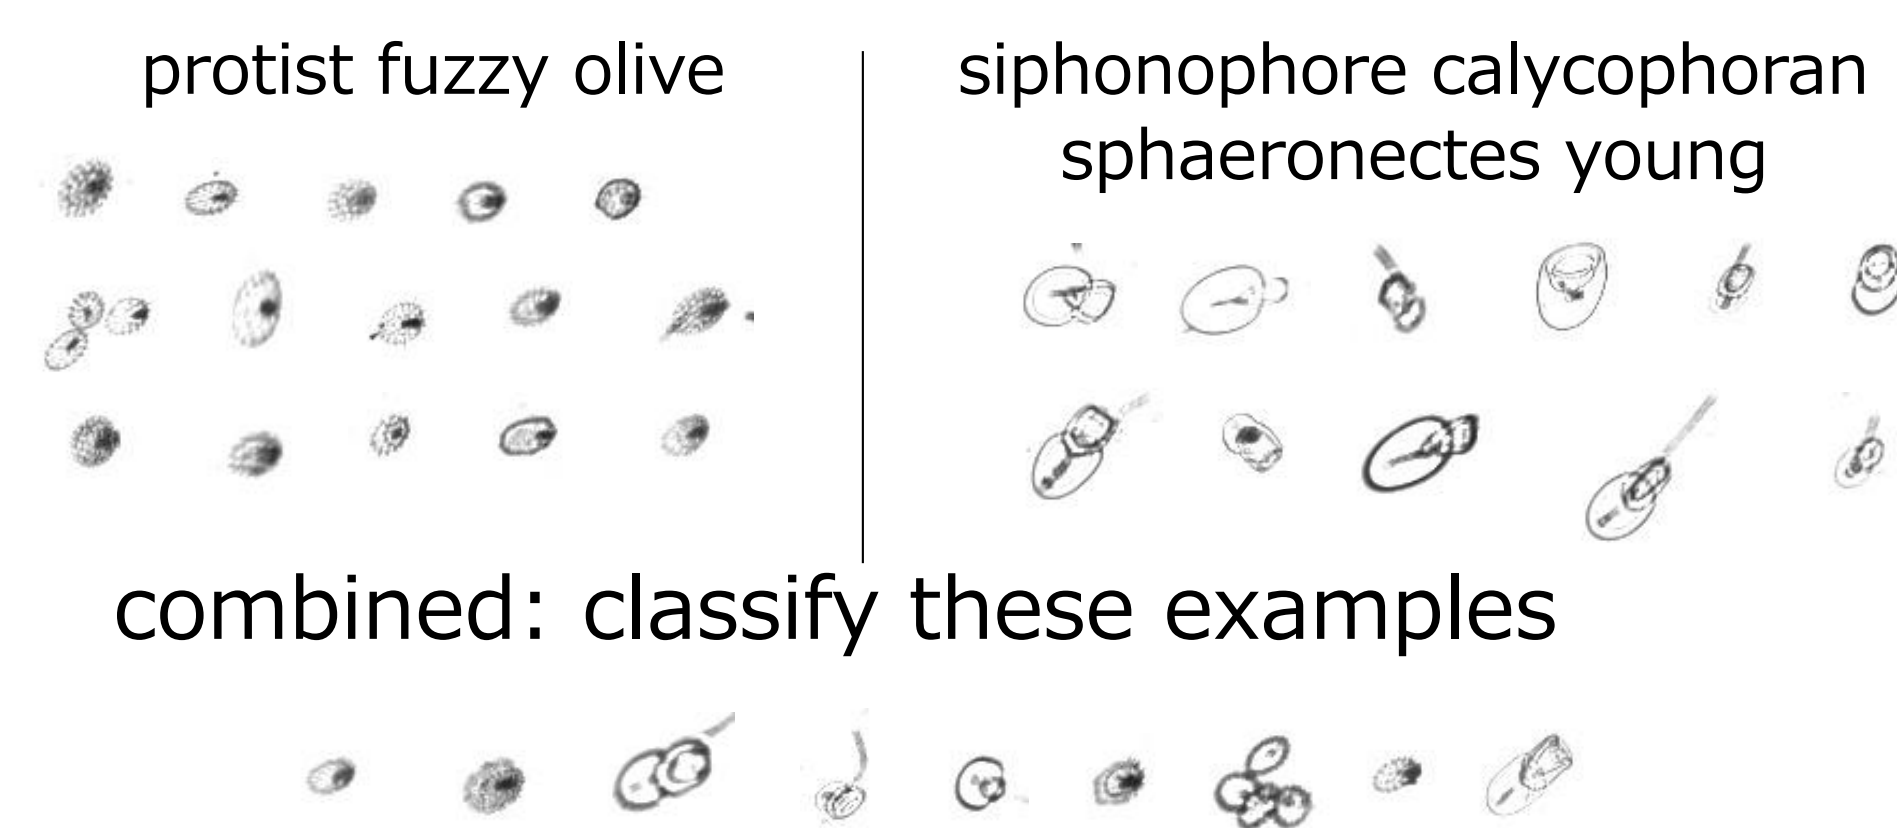 protist fuzzy olive
siphonophore calycophoran
sphaeronectes young
combined: classify these examples